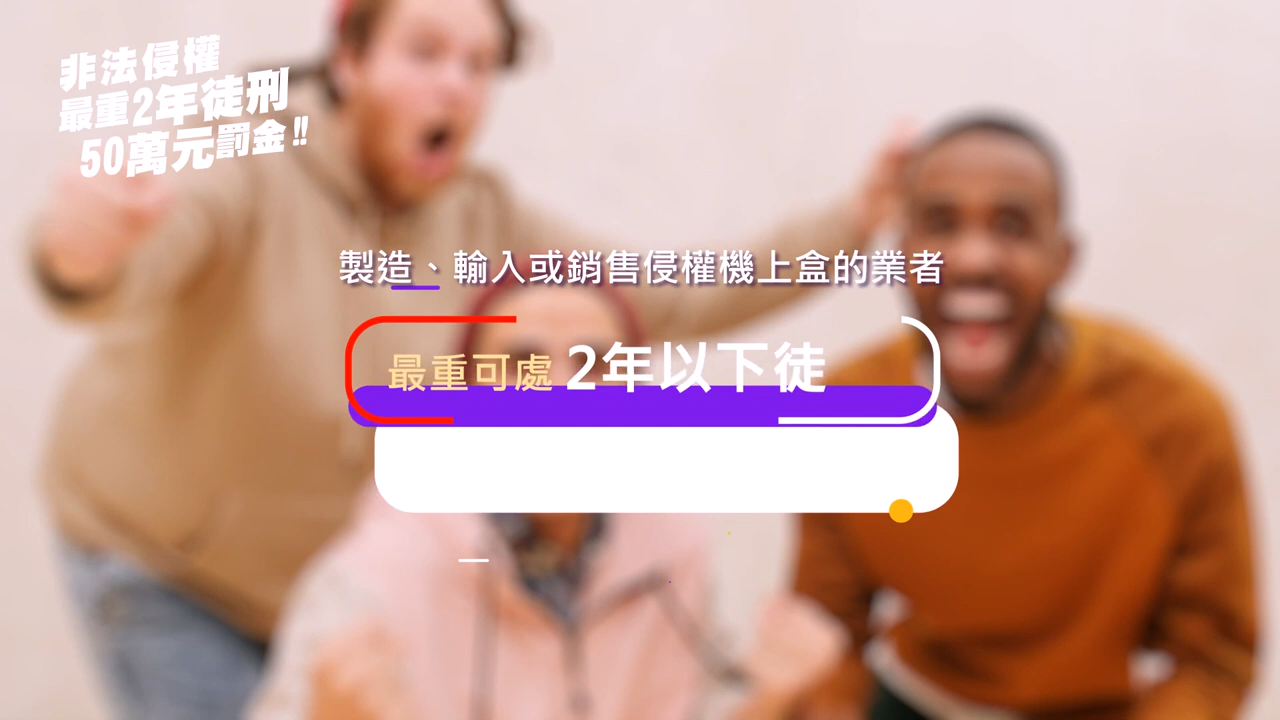 非法侵權
最重2年徒刑
50萬元罰金!!
製造、輸入或銷售侵權機上盒的業者
最重可處 2年以下徒